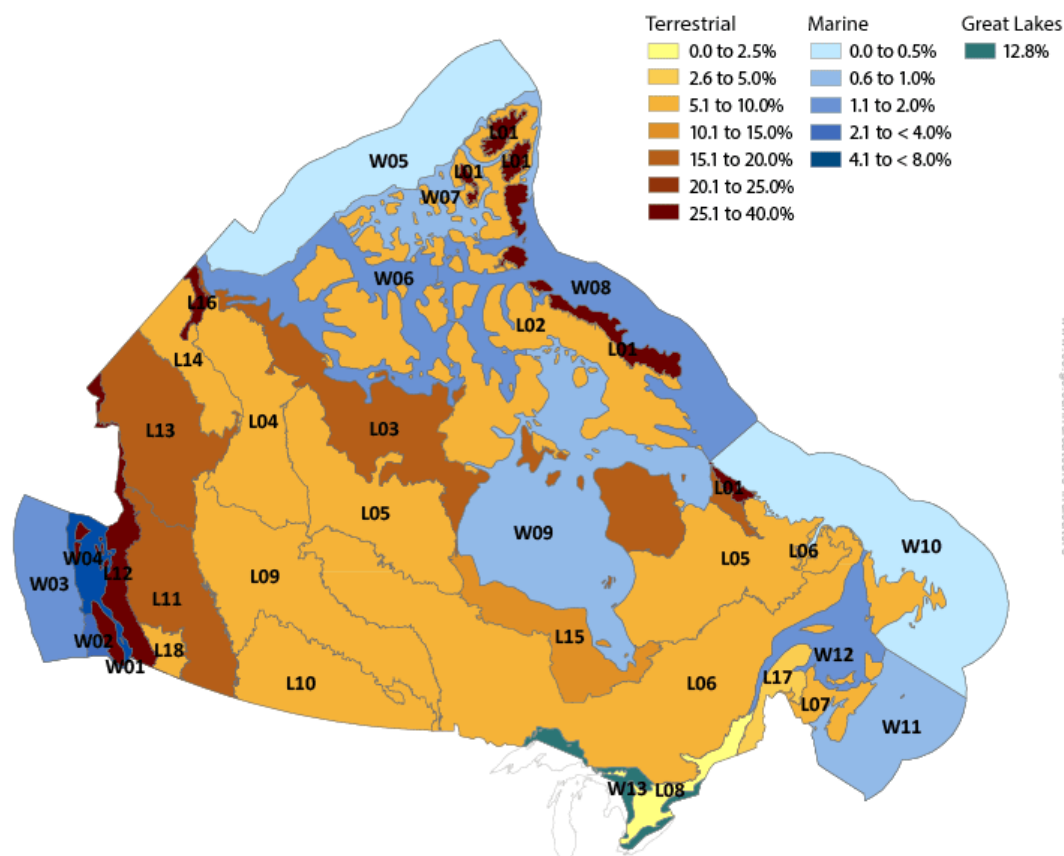 Terrestrial Marine Great Lakes
0.0 to 2.5% 0.0 to 0.5% 12.8%
2.6 to 5.0% 0.6 to 1.0%
5.1 to 10.0% 1.1 to 2.0%
10.1 to 15.0% 2.1 to < 4.0%
15.1 to 20.0% 4.1 to < 8.0%
20.1 to 25.0%
25.1 to 40.0%
L01
W05 L01 L01
W07
W06 W08
L16 L02
L01
L14
L04
L13 L03
L01
L05
W09 L05 L06 W10
W04 L12
W03 L09
L11
W02 L15
L18 W12
W01 L17
L10 L06 L07
W11
W13 L08